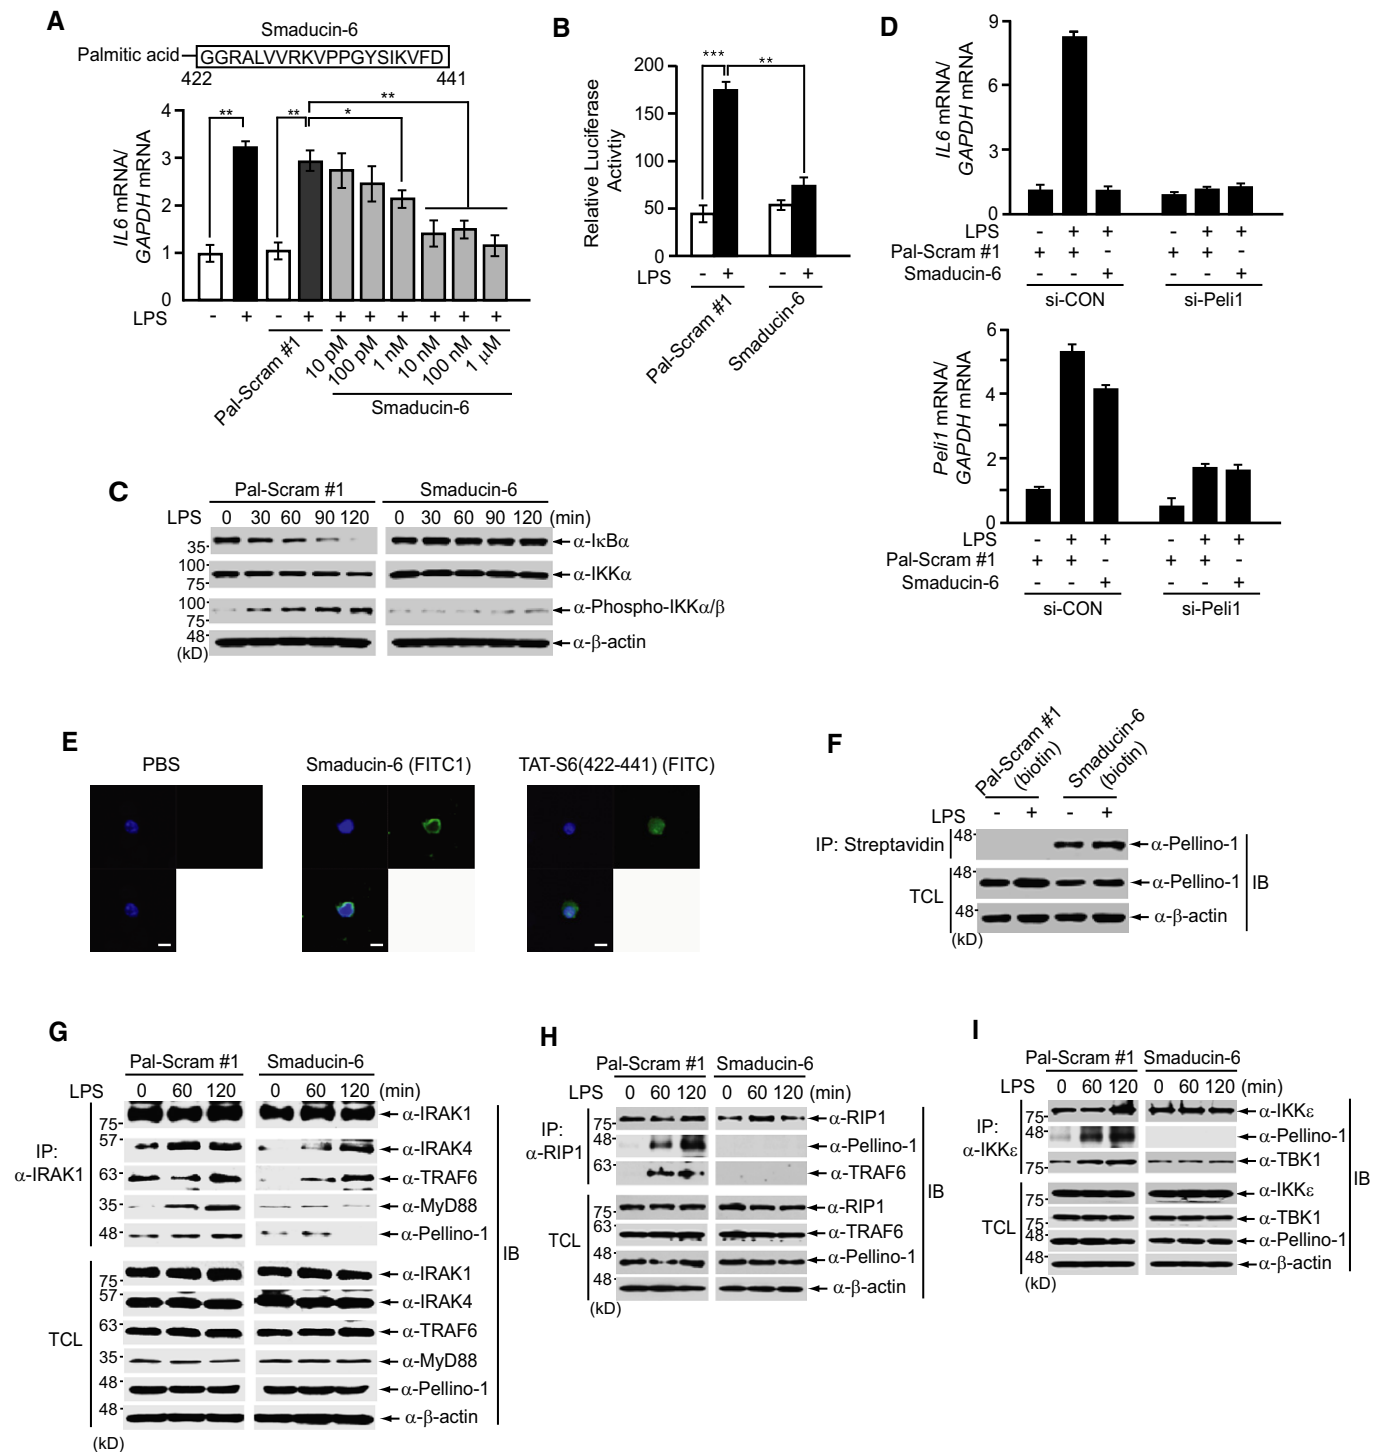 A
Smaducin-6
Palmitic acid GGRALVVRKVPPGYSIKVFD
422 441
IL6 mRNA/
GAPDH mRNA
4
3
2
1
0
** ** * **
LPS - + - + + + + + + +
Pal-Scram #1 10 pM 100 pM 1 nM 10 nM 100 nM 1 μM
Smaducin-6
B
Relative Luciferase
Activtiy
200
150
100
50
0
*** **
LPS - + - +
Pal-Scram #1 Smaducin-6
D
IL6 mRNA/
GAPDH mRNA
9
6
3
0
LPS - + + - + +
Pal-Scram #1 + + - + + -
Smaducin-6 - - + - - +
si-CON si-Peli1
Peli1 mRNA/
GAPDH mRNA
6
4
2
0
LPS - + + - + +
Pal-Scram #1 + + - + + -
Smaducin-6 - - + - - +
si-CON si-Peli1
C
Pal-Scram #1 Smaducin-6
LPS 0 30 60 90 120 0 30 60 90 120 (min)
35 α-IκBα
100
75 α-IKKα
100
75 α-Phospho-IKKα/β
48 α-β-actin
(kD)
E
PBS Smaducin-6 (FITC1) TAT-S6(422-441) (FITC)
F
Pal-Scram #1
(biotin)
Smaducin-6
(biotin)
LPS - + - +
IP: Streptavidin 48 α-Pellino-1
TCL 48 α-Pellino-1 IB
48 α-β-actin
(kD)
G
Pal-Scram #1 Smaducin-6
LPS 0 60 120 0 60 120 (min)
IP:
α-IRAK1
75 α-IRAK1
57 α-IRAK4
63 α-TRAF6
35 α-MyD88
48 α-Pellino-1
IB
TCL
75 α-IRAK1
57 α-IRAK4
63 α-TRAF6
35 α-MyD88
48 α-Pellino-1
48 α-β-actin
(kD)
H
Pal-Scram #1 Smaducin-6
LPS 0 60 120 0 60 120 (min)
IP:
α-RIP1
75 α-RIP1
48 α-Pellino-1
63 α-TRAF6
IB
TCL
75 α-RIP1
63 α-TRAF6
48 α-Pellino-1
48 α-β-actin
(kD)
I
Pal-Scram #1 Smaducin-6
LPS 0 60 120 0 60 120 (min)
IP:
α-IKKε
75 α-IKKε
48 α-Pellino-1
75 α-TBK1
IB
TCL
75 α-IKKε
75 α-TBK1
48 α-Pellino-1
48 α-β-actin
(kD)